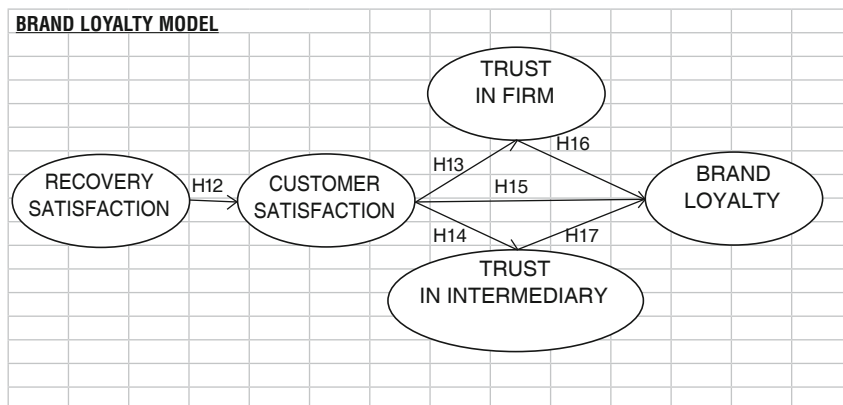 BRAND LOYALTY MODEL
TRUST
IN FIRM
H13
H16
RECOVERY
SATISFACTION
H12
CUSTOMER
SATISFACTION
H15
BRAND
LOYALTY
H14
H17
TRUST
IN INTERMEDIARY